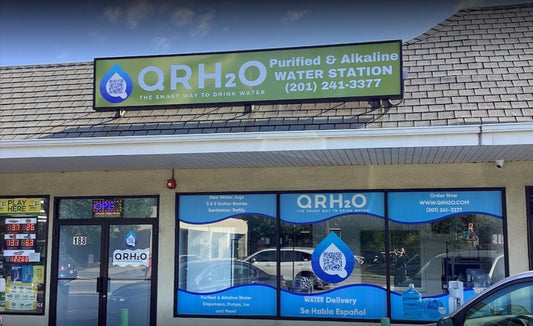 QRH2O
THE SMART WAY TO DRINK WATER
Purified & Alkaline
WATER STATION
(201) 241-3377
PLAY
HERE
OPEN
188
QRH2O
New Water Jugs
3 & 5 Gallon Bottles
Sanitation Refills
QRH2O
THE SMART WAY TO DRINK WATER
Order Now
WWW.QRH2O.COM
(201) 241-3377
Purified & Alkaline Water
Dispensers, Pumps, Ice
and More!
WATER Delivery
Se Habla Español